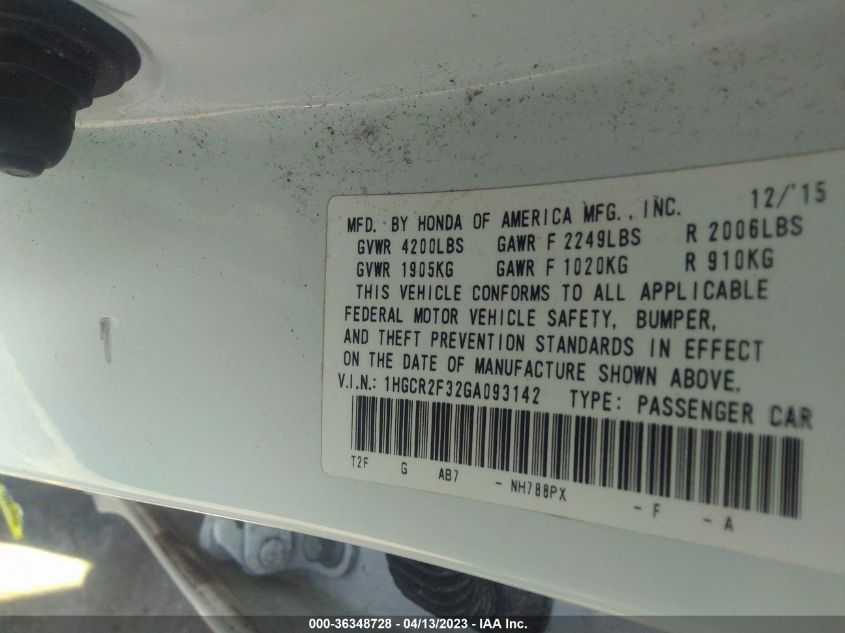 12/'15
MFD. BY HONDA OF AMERICA MFG., INC.
GVWR 4200LBS GAWR F 2249LBS R 2006LBS
GVWR 1905KG GAWR F 1020KG R 910KG
THIS VEHICLE CONFORMS TO ALL APPLICABLE
FEDERAL MOTOR VEHICLE SAFETY, BUMPER,
AND THEFT PREVENTION STANDARDS IN EFFECT
ON THE DATE OF MANUFACTURE SHOWN ABOVE.
V.I.N.: 1HGCR2F32GA093142 TYPE: PASSENGER CAR
T2F G AB7 - NH788PX - F - A
000-36348728 - 04/13/2023 - IAA Inc.